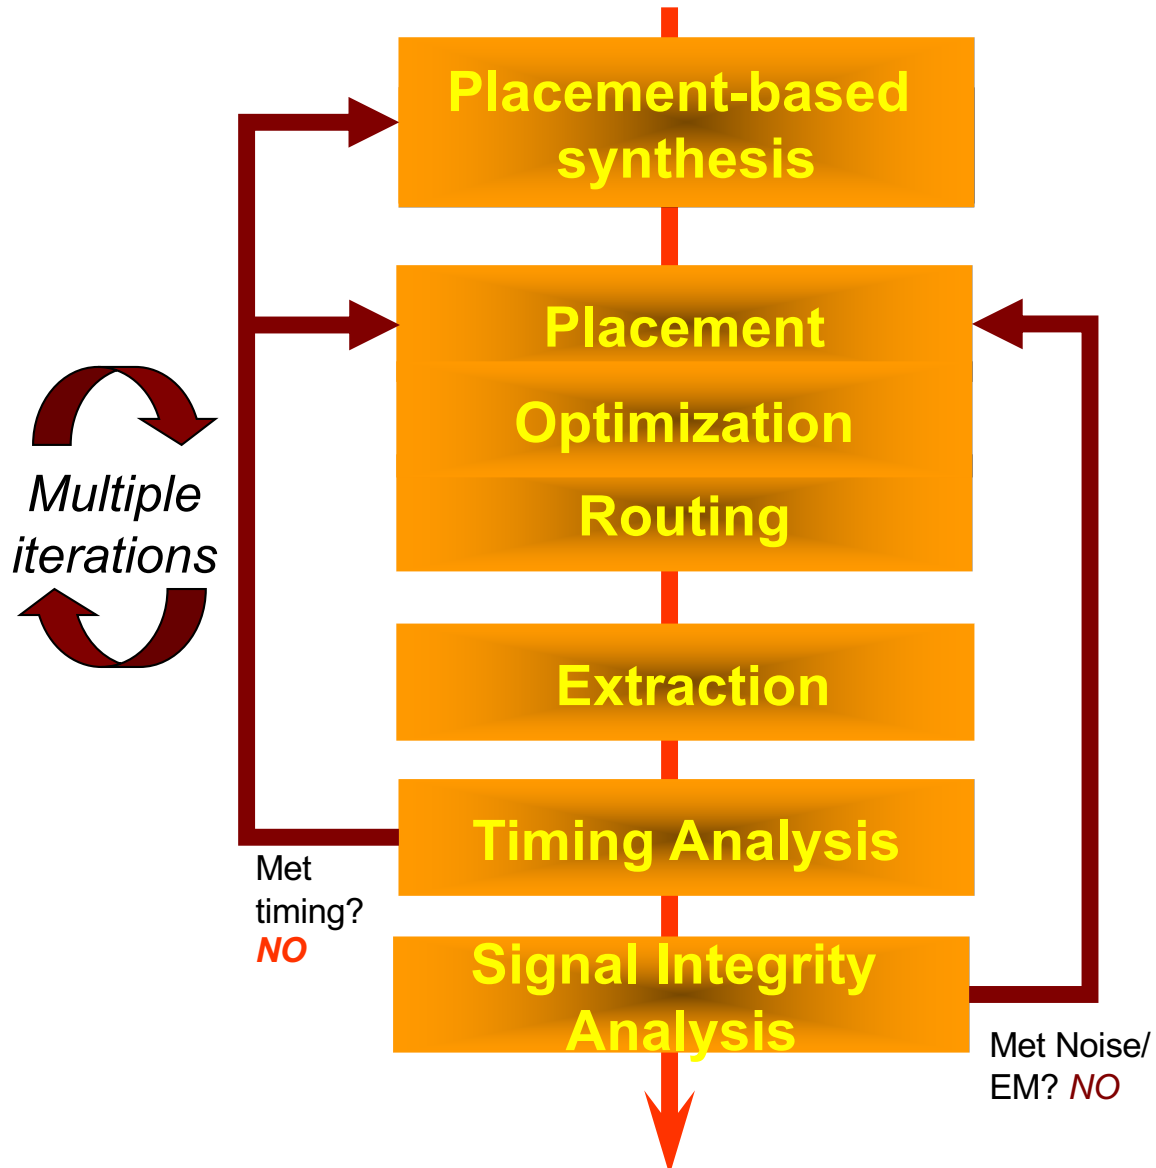 Placement-based
synthesis
Placement
Optimization
Routing
Multiple
iterations
Extraction
Timing Analysis
Met
timing?
NO
Signal Integrity
Analysis
Met Noise/
EM? NO